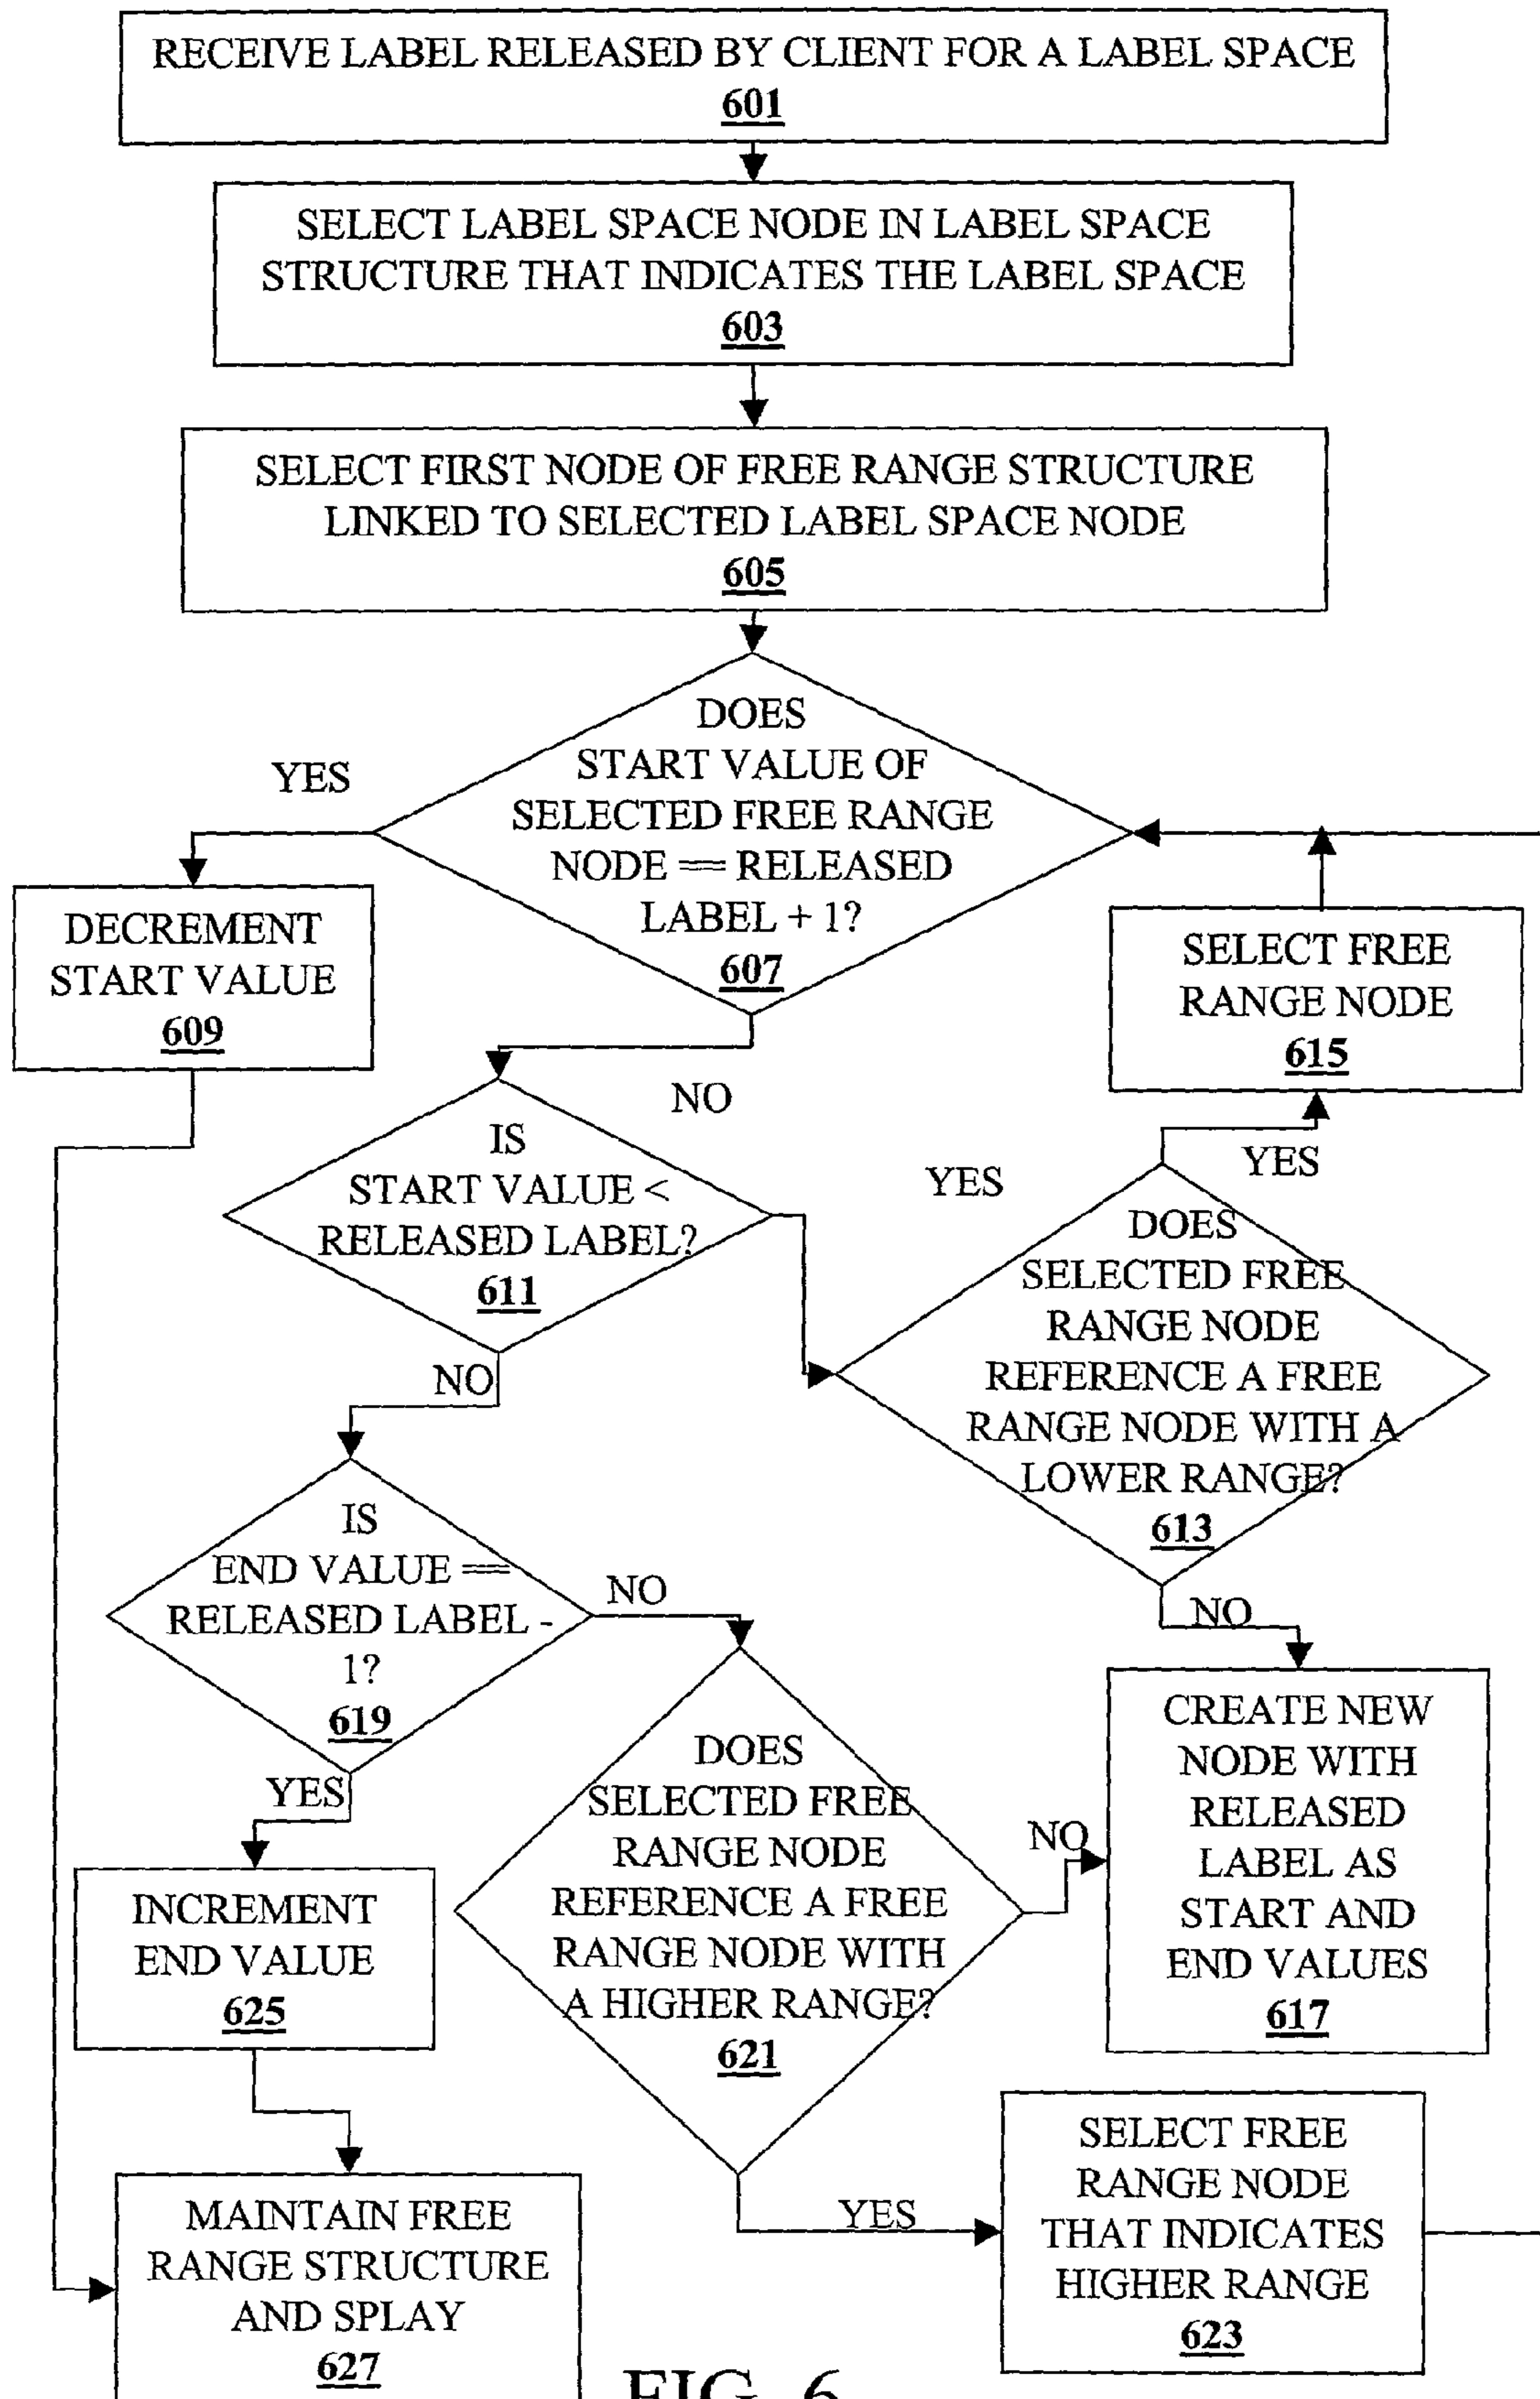 RECEIVE LABEL RELEASED BY CLIENT FOR A LABEL SPACE
601
SELECT LABEL SPACE NODE IN LABEL SPACE
STRUCTURE THAT INDICATES THE LABEL SPACE
603
SELECT FIRST NODE OF FREE RANGE STRUCTURE
LINKED TO SELECTED LABEL SPACE NODE
605
DOES
START VALUE OF
SELECTED FREE RANGE
NODE == RELEASED
LABEL + 1?
607
YES
DECREMENT
START VALUE
609
NO
SELECT FREE
RANGE NODE
615
IS
START VALUE <
RELEASED LABEL?
611
YES
YES
DOES
SELECTED FREE
RANGE NODE
REFERENCE A FREE
RANGE NODE WITH A
LOWER RANGE?
613
NO
IS
END VALUE ==
RELEASED LABEL -
1?
619
NO
NO
YES
DOES
SELECTED FREE
RANGE NODE
REFERENCE A FREE
RANGE NODE WITH
A HIGHER RANGE?
621
NO
CREATE NEW
NODE WITH
RELEASED
LABEL AS
START AND
END VALUES
617
INCREMENT
END VALUE
625
YES
SELECT FREE
RANGE NODE
THAT INDICATES
HIGHER RANGE
623
MAINTAIN FREE
RANGE STRUCTURE
AND SPLAY
627
FIG. 6